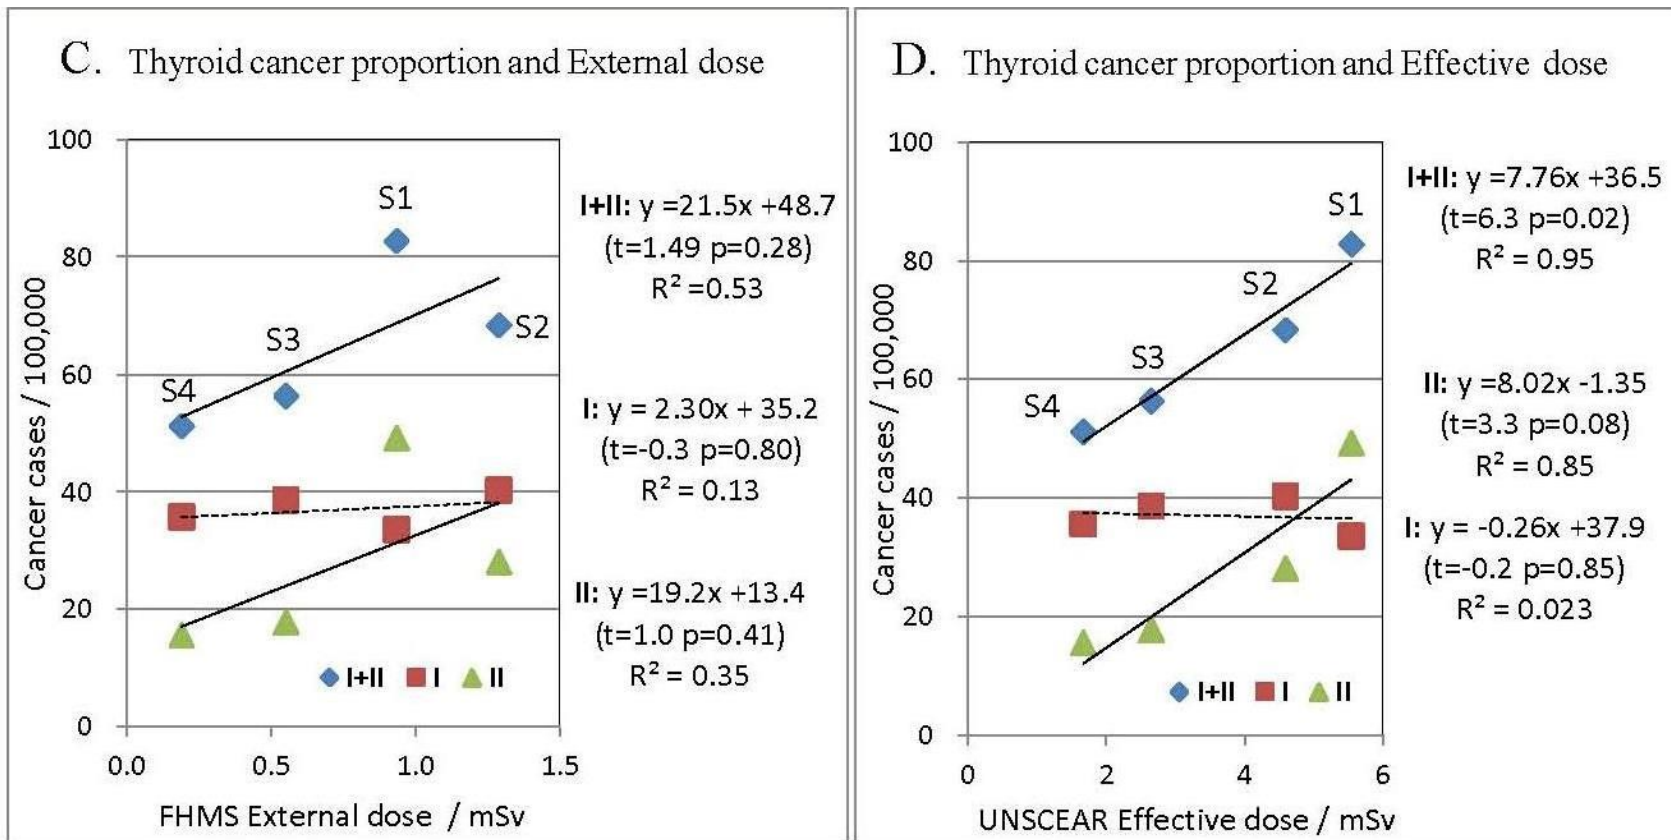 C. Thyroid cancer proportion and External dose
100
80
60
40
20
0
Cancer cases / 100,000
S4
S3
S1
S2
I+II: y =21.5x +48.7
(t=1.49 p=0.28)
R² =0.53
I: y = 2.30x + 35.2
(t=-0.3 p=0.80)
R² = 0.13
II: y =19.2x +13.4
(t=1.0 p=0.41)
R² = 0.35
I+II I II
0.0 0.5 1.0 1.5
FHMS External dose / mSv
D. Thyroid cancer proportion and Effective dose
100
80
60
40
20
0
Cancer cases / 100,000
S4
S3
S2
S1
I+II: y =7.76x +36.5
(t=6.3 p=0.02)
R² = 0.95
II: y =8.02x -1.35
(t=3.3 p=0.08)
R² = 0.85
I: y = -0.26x +37.9
(t=-0.2 p=0.85)
R² = 0.023
I+II I II
0 2 4 6
UNSCEAR Effective dose / mSv